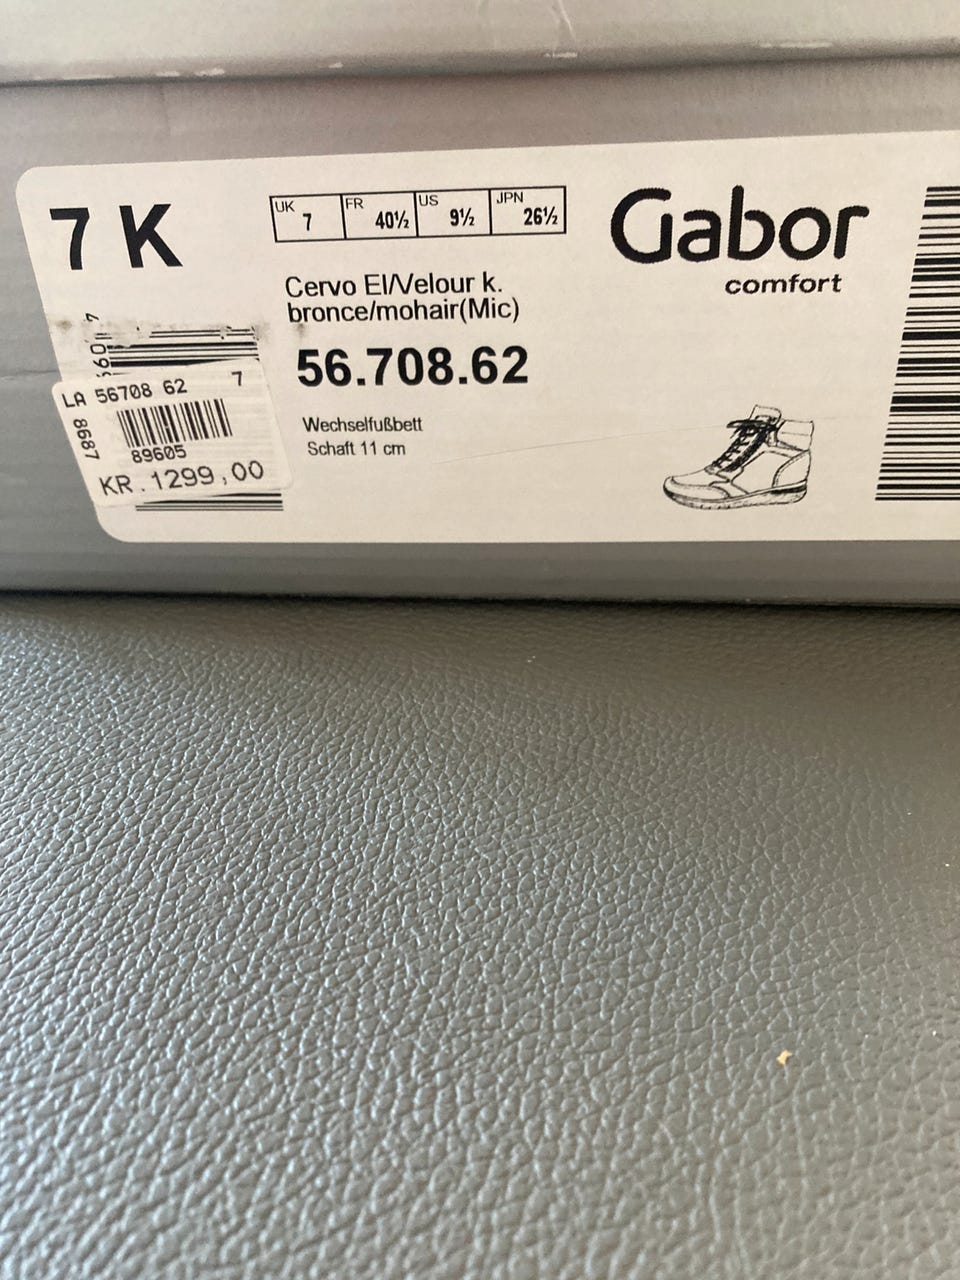 7 K
UK 7 FR 40½ US 9½ JPN 26½
Gabor
comfort
Cervo El/Velour k.
bronce/mohair(Mic)
56.708.62
Wechselfußbett
Schaft 11 cm
LA 56708 62 7
8687
89605
KR.1299,00